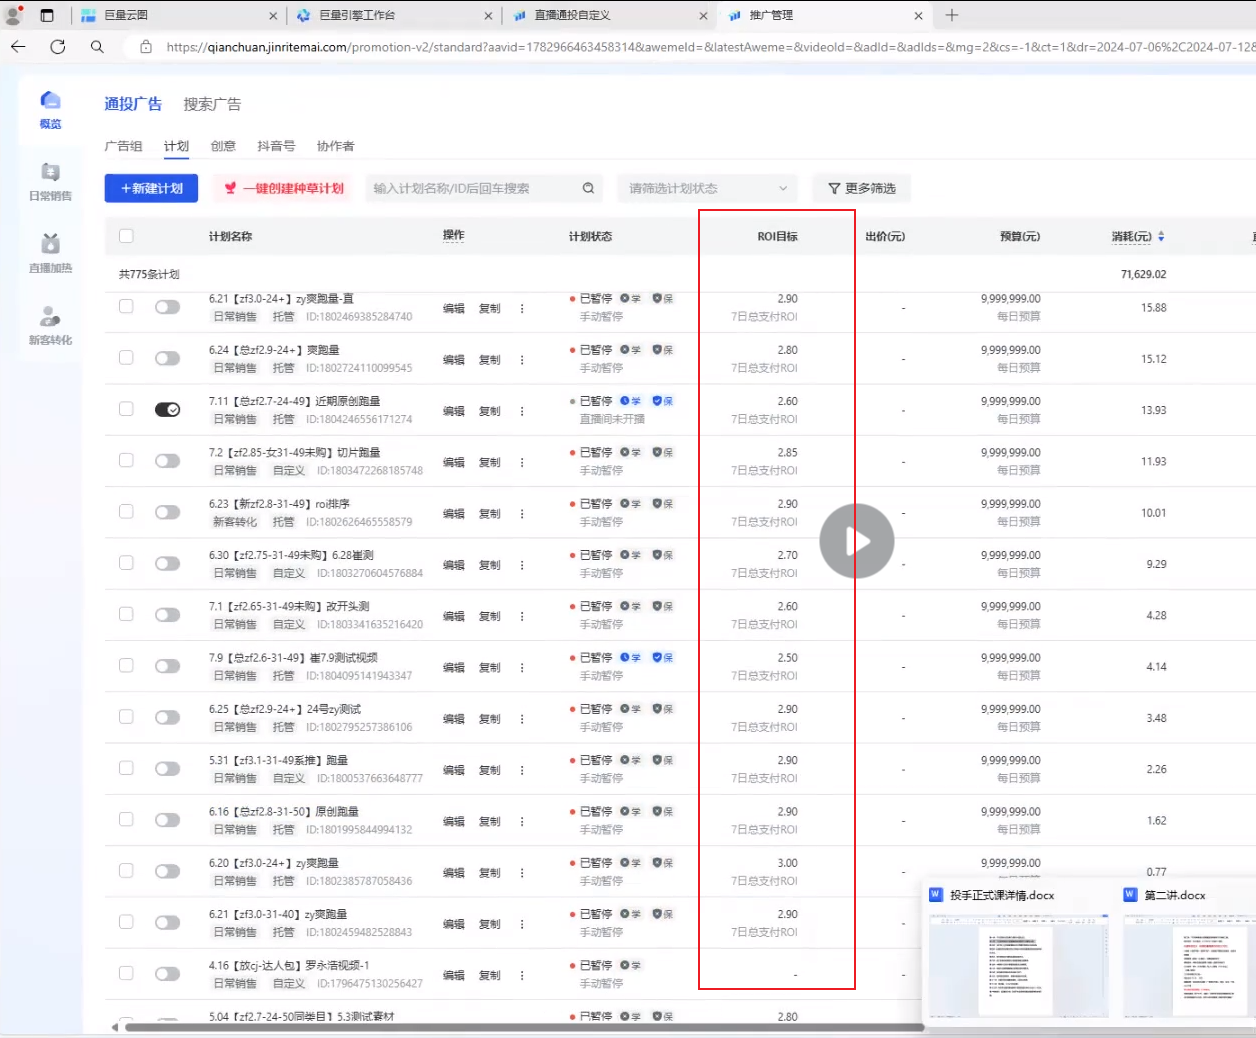 巨量云图
巨量引擎工作台
直播通投自定义
推广管理
https://qianchuan.jinritemai.com/promotion-v2/standard?aavid=1782966463458314&awemeId=&latestAweme=&videoId=&adId=&adIds=&mg=2&cs=-1&ct=1&dr=2024-07-06%2C2024-07-12&
概览
日常销售
直播加热
新客转化
通投广告 搜索广告
广告组 计划 创意 抖音号 协作者
+新建计划 一键创建种草计划 输入计划名称/ID后回车搜索 请筛选计划状态 更多筛选
计划名称 操作 计划状态 ROI目标 出价(元) 预算(元) 消耗(元)
共775条计划 71,629.02
6.21【zf3.0-24+】zy爽跑量-直 编辑 复制 已暂停 学 保 2.90 - 9,999,999.00 15.88
日常销售 托管 ID:1802469385284740 手动暂停 7日总支付ROI 每日预算
6.24【总zf2.9-24+】爽跑量 编辑 复制 已暂停 学 保 2.80 - 9,999,999.00 15.12
日常销售 托管 ID:1802724110099545 手动暂停 7日总支付ROI 每日预算
7.11【总zf2.7-24-49】近期原创跑量 编辑 复制 已暂停 学 保 2.60 - 9,999,999.00 13.93
日常销售 托管 ID:1804246556171274 直播间未开播 7日总支付ROI 每日预算
7.2【zf2.85-女31-49未购】切片跑量 编辑 复制 已暂停 学 保 2.85 - 9,999,999.00 11.93
日常销售 自定义 ID:1803472268185748 手动暂停 7日总支付ROI 每日预算
6.23【新zf2.8-31-49】roi排序 编辑 复制 已暂停 学 保 2.90 - 9,999,999.00 10.01
新客转化 托管 ID:1802626465558579 手动暂停 7日总支付ROI 每日预算
6.30【zf2.75-31-49未购】6.28崔测 编辑 复制 已暂停 学 保 2.70 - 9,999,999.00 9.29
日常销售 自定义 ID:1803270604576884 手动暂停 7日总支付ROI 每日预算
7.1【zf2.65-31-49未购】改开头测 编辑 复制 已暂停 学 保 2.60 - 9,999,999.00 4.28
日常销售 自定义 ID:1803341635216420 手动暂停 7日总支付ROI 每日预算
7.9【总zf2.6-31-49】崔7.9测试视频 编辑 复制 已暂停 学 保 2.50 - 9,999,999.00 4.14
日常销售 托管 ID:1804095141943347 手动暂停 7日总支付ROI 每日预算
6.25【总zf2.9-24+】24号zy测试 编辑 复制 已暂停 学 保 2.90 - 9,999,999.00 3.48
日常销售 托管 ID:1802795257386106 手动暂停 7日总支付ROI 每日预算
5.31【zf3.1-31-49系推】跑量 编辑 复制 已暂停 学 保 2.90 - 9,999,999.00 2.26
日常销售 自定义 ID:1800537663648777 手动暂停 7日总支付ROI 每日预算
6.16【总zf2.8-31-50】原创跑量 编辑 复制 已暂停 学 保 2.90 - 9,999,999.00 1.62
日常销售 托管 ID:1801995844994132 手动暂停 7日总支付ROI 每日预算
6.20【zf3.0-24+】zy爽跑量 编辑 复制 已暂停 学 保 3.00 - 9,999,999.00 0.77
日常销售 托管 ID:1802385787058436 手动暂停 7日总支付ROI
6.21【zf3.0-31-40】zy爽跑量 编辑 复制 已暂停 学 保 2.90 -
日常销售 托管 ID:1802459482528843 手动暂停 7日总支付ROI
4.16【放cj-达人包】罗永浩视频-1 编辑 复制 已暂停 学 - -
日常销售 自定义 ID:1796475130256427 手动暂停
5.04【zf2.7-24-50同类目】5.3测试素材 已暂停 学 保 2.80
投手正式课详情.docx 第二讲.docx